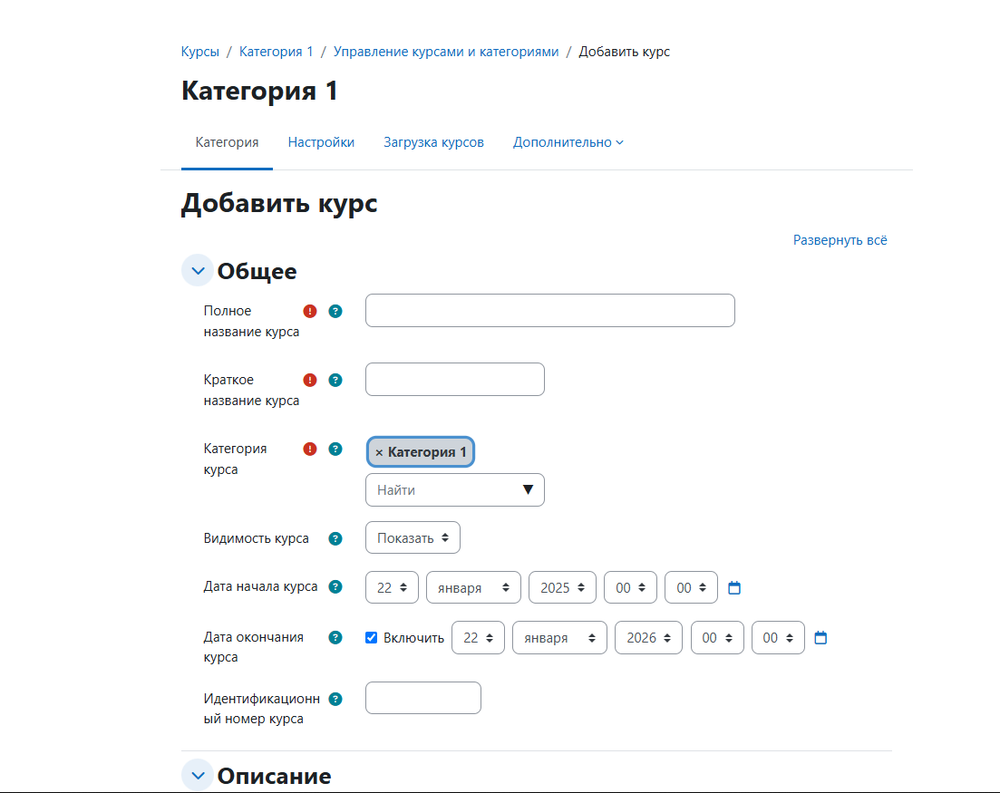 Курсы / Категория 1 / Управление курсами и категориями / Добавить курс
Категория 1
Категория Настройки Загрузка курсов Дополнительно
Добавить курс
Развернуть всё
Общее
Полное
название курса
Краткое
название курса
Категория
курса
× Категория 1
Найти
Видимость курса
Показать
Дата начала курса
22 января 2025 00 00
Дата окончания
курса
Включить 22 января 2026 00 00
Идентификационн
ый номер курса
Описание